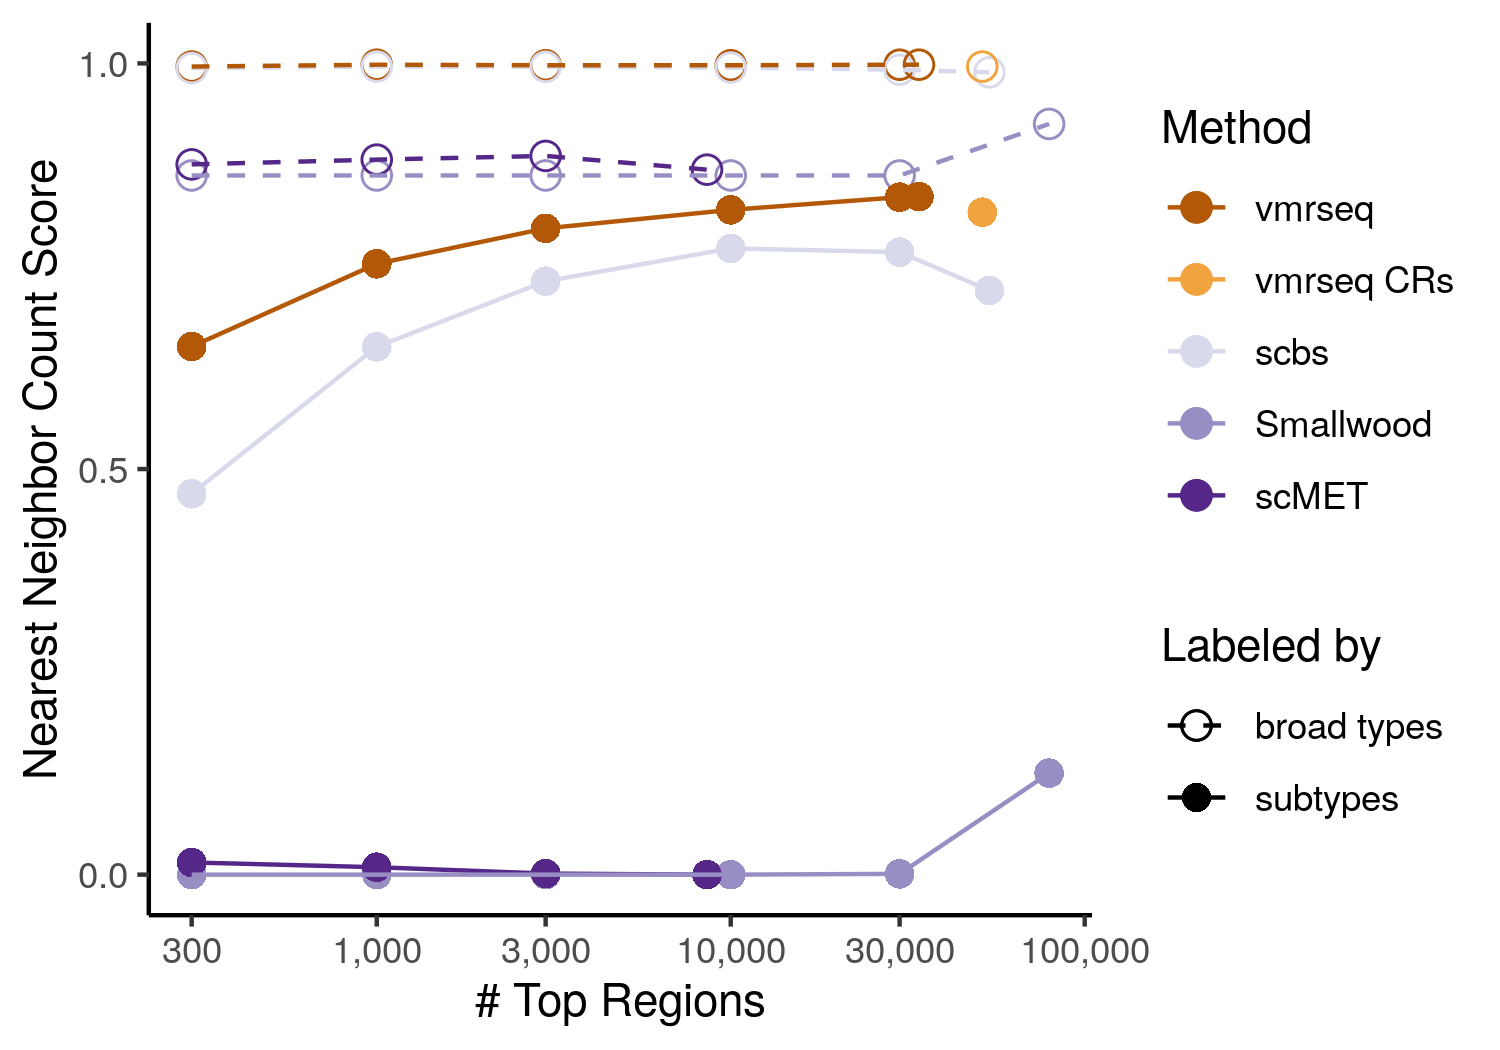 Nearest Neighbor Count Score
1.0
0.5
0.0
300
1,000
3,000
10,000
30,000
100,000
# Top Regions
Method
vmrseq
vmrseq CRs
scbs
Smallwood
scMET
Labeled by
broad types
subtypes